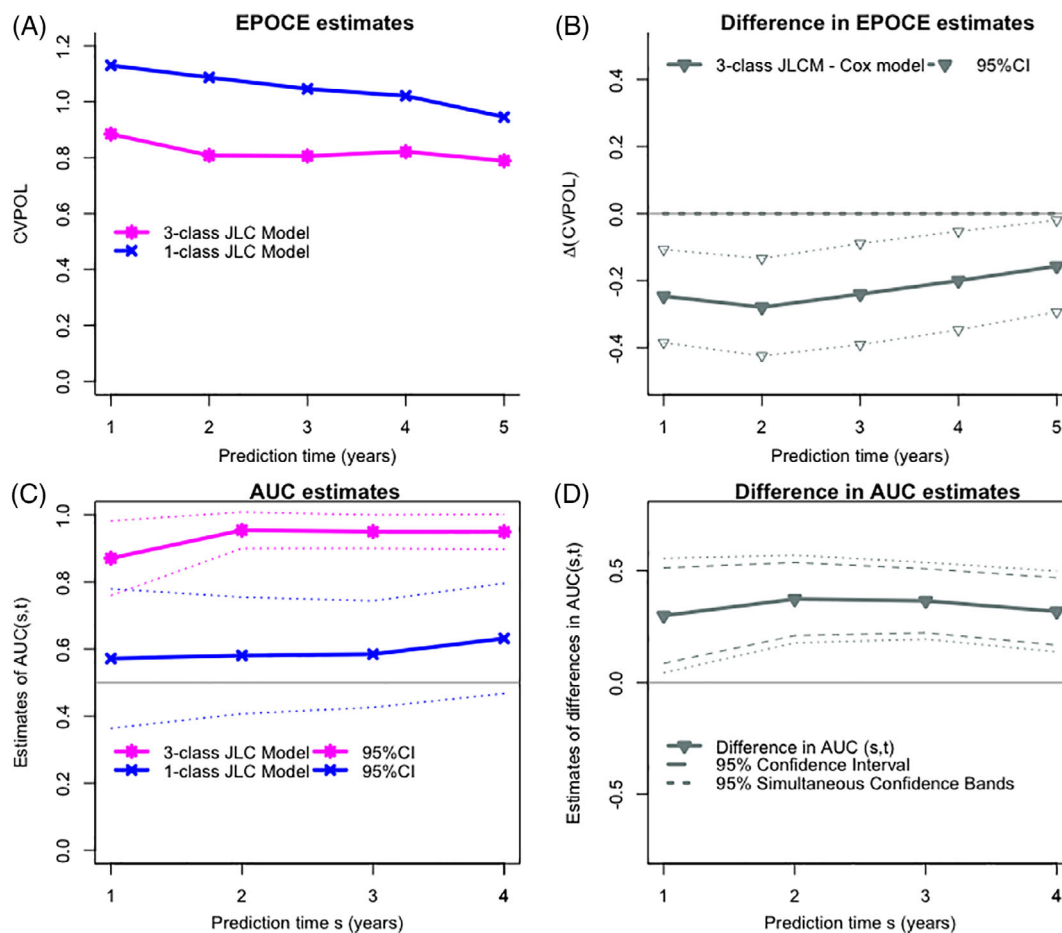 (A)
EPOCE estimates
CVPOL
1.2
1.0
0.8
0.6
0.4
0.2
0.0
3-class JLC Model
1-class JLC Model
1 2 3 4 5
Prediction time (years)
(B)
Difference in EPOCE estimates
Δ(CVPOL)
3-class JLCM - Cox model 95%CI
0.4
0.2
0.0
-0.2
-0.4
1 2 3 4 5
Prediction time (years)
(C)
AUC estimates
Estimates of AUC(s,t)
1.0
0.8
0.6
0.4
0.2
0.0
3-class JLC Model 95%CI
1-class JLC Model 95%CI
1 2 3 4
Prediction time s (years)
(D)
Difference in AUC estimates
Estimates of differences in AUC(s,t)
0.5
0.0
-0.5
Difference in AUC (s,t)
95% Confidence Interval
95% Simultaneous Confidence Bands
1 2 3 4
Prediction time s (years)